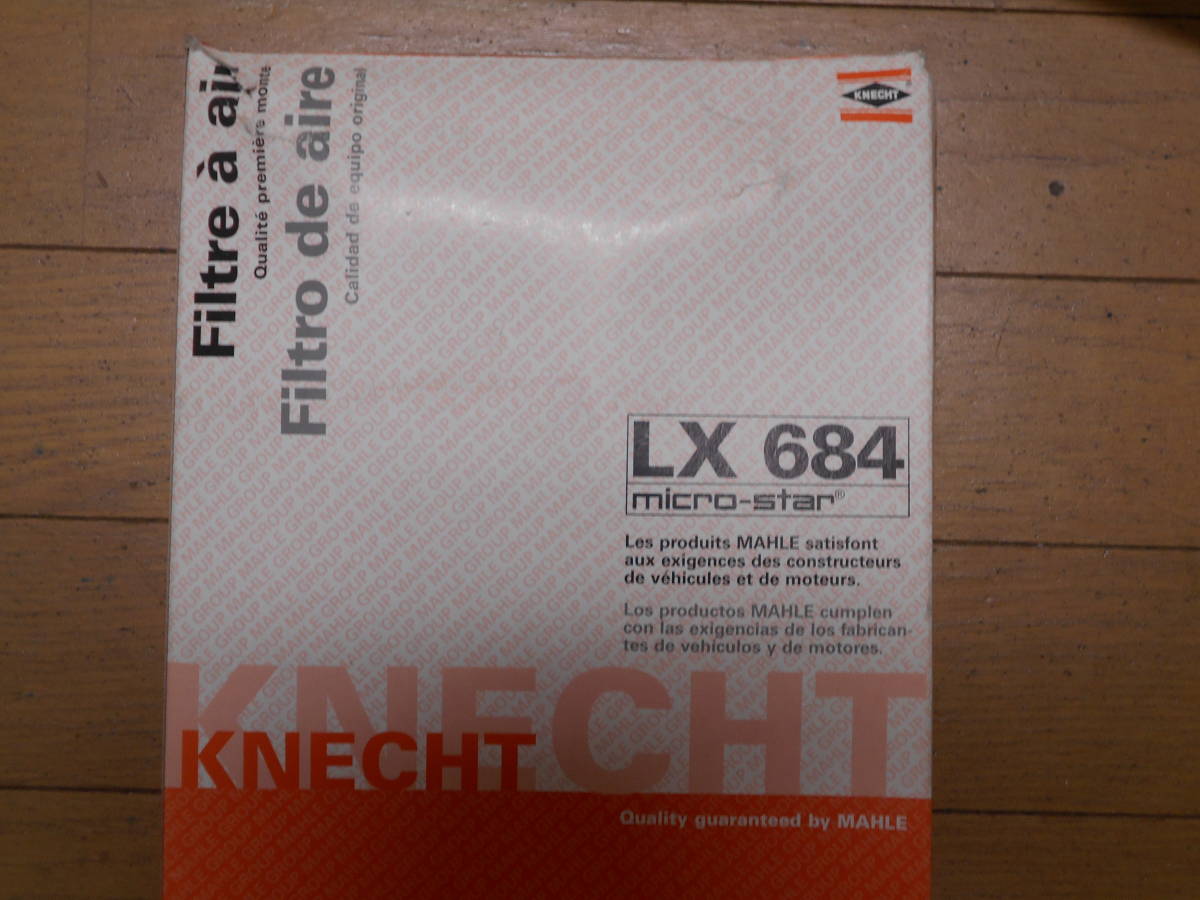 Filtre à air
Qualité première monte
Filtro de aire
Calidad de equipo original
KNECHT
LX 684
micro-star®
Les produits MAHLE satisfont
aux exigences des constructeurs
de véhicules et de moteurs.
Los productos MAHLE cumplen
con las exigencias de los fabrican-
tes de vehículos y de motores.
KNECHT
KNECHT
Quality guaranteed by MAHLE